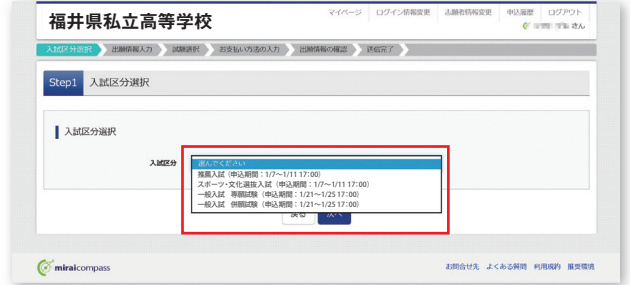 福井県私立高等学校
マイページ ログイン情報変更 志願者情報変更 申込履歴 ログアウト
さん
入試区分選択 出願情報入力 試験選択 お支払い方法の入力 出願情報の確認 送信完了
Step1 入試区分選択
入試区分選択
入試区分 選んでください
推薦入試（申込期間：1/7～1/11 17:00）
スポーツ・文化選抜入試（申込期間：1/7～1/11 17:00）
一般入試 専願試験（申込期間：1/21～1/25 17:00）
一般入試 併願試験（申込期間：1/21～1/25 17:00）
戻る 次へ
miraicompass
お問合せ先 よくある質問 利用規約 推奨環境